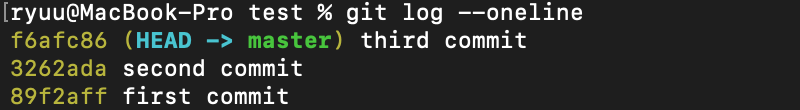 [ryuu@MacBook-Pro test % git log --oneline
f6afc86 (HEAD -> master) third commit
3262ada second commit
89f2aff first commit